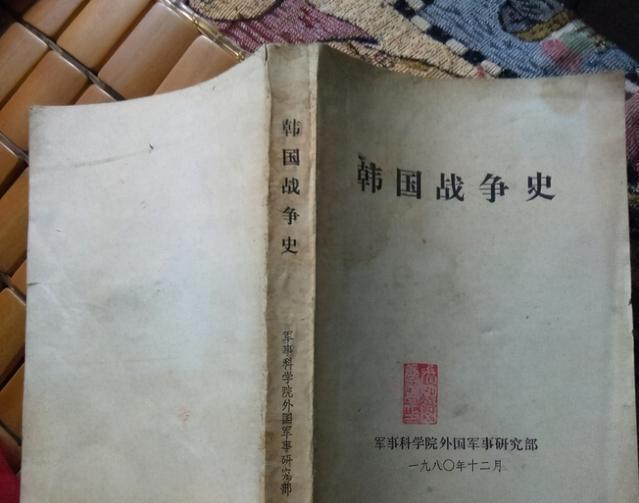 韩国战争史
军事科学院外国军事研究部
韩国战争史
军事科学院外国军事研究部
一九八〇年十二月